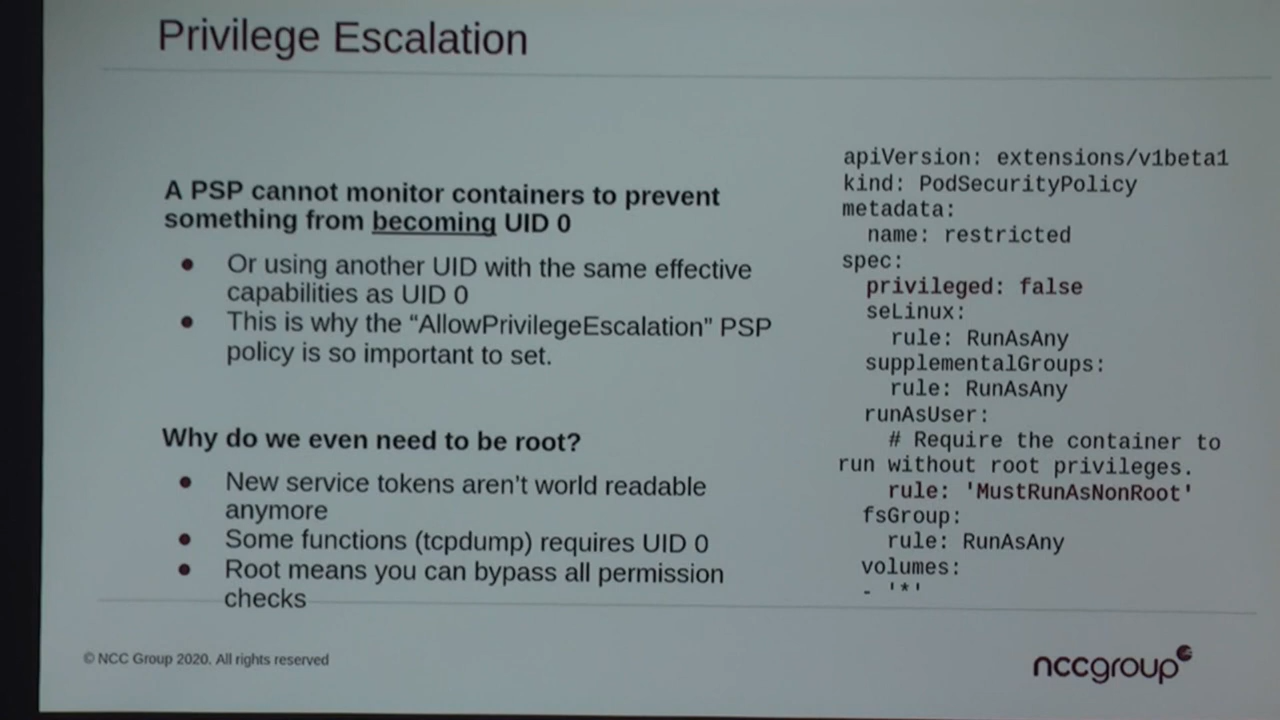 Privilege Escalation
A PSP cannot monitor containers to prevent
something from becoming UID 0
● Or using another UID with the same effective
capabilities as UID 0
● This is why the “AllowPrivilegeEscalation” PSP
policy is so important to set.
Why do we even need to be root?
● New service tokens aren’t world readable
anymore
● Some functions (tcpdump) requires UID 0
● Root means you can bypass all permission
checks
apiVersion: extensions/v1beta1
kind: PodSecurityPolicy
metadata:
  name: restricted
spec:
  privileged: false
  seLinux:
    rule: RunAsAny
  supplementalGroups:
    rule: RunAsAny
  runAsUser:
    # Require the container to
run without root privileges.
    rule: 'MustRunAsNonRoot'
  fsGroup:
    rule: RunAsAny
  volumes:
  - '*'
© NCC Group 2020. All rights reserved
nccgroup